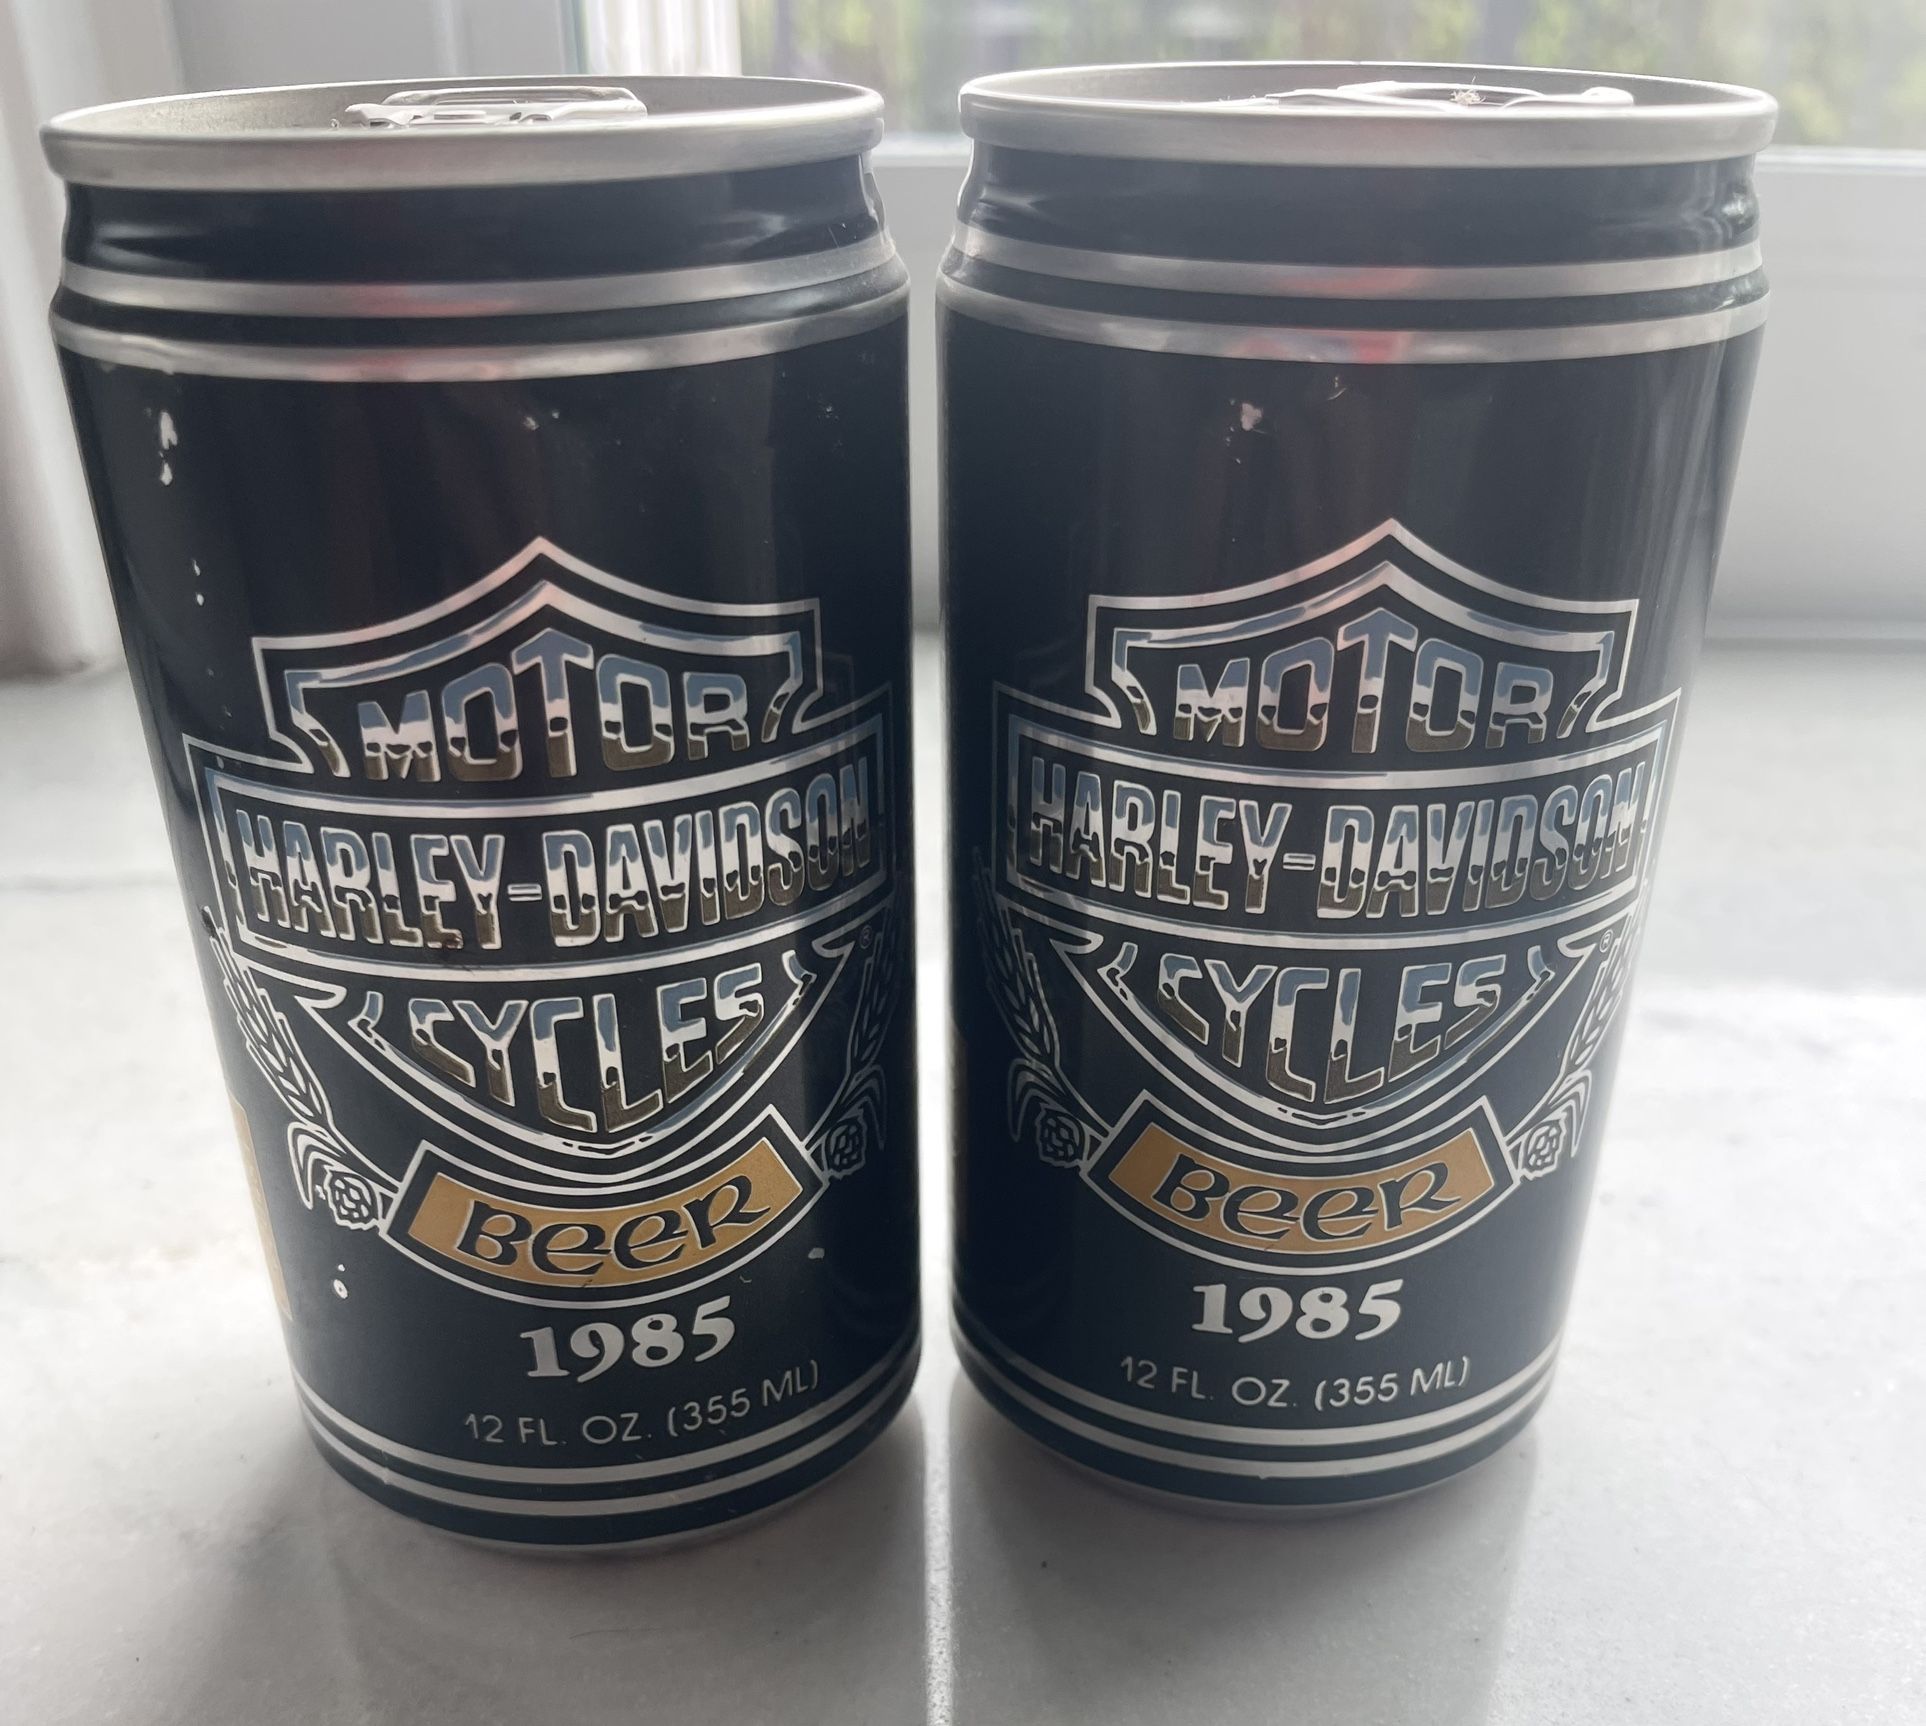 MOTOR
HARLEY-DAVIDSON
CYCLES
®
BEER
1985
12 FL. OZ. (355 ML)
MOTOR
HARLEY-DAVIDSON
CYCLES
®
BEER
1985
12 FL. OZ. (355 ML)